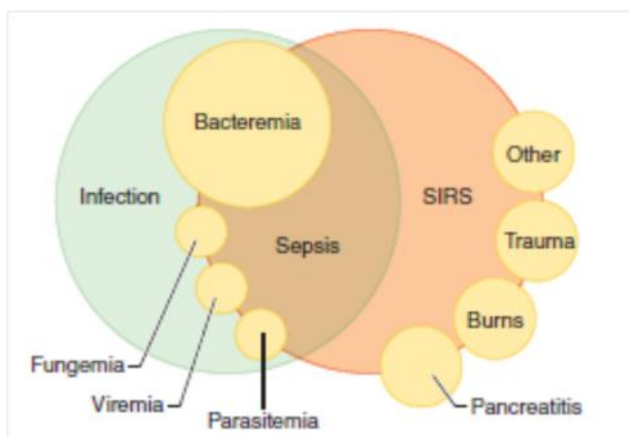 Bacteremia
Other
Infection
SIRS
Trauma
Sepsis
Burns
Fungemia
Viremia
Parasitemia
Pancreatitis